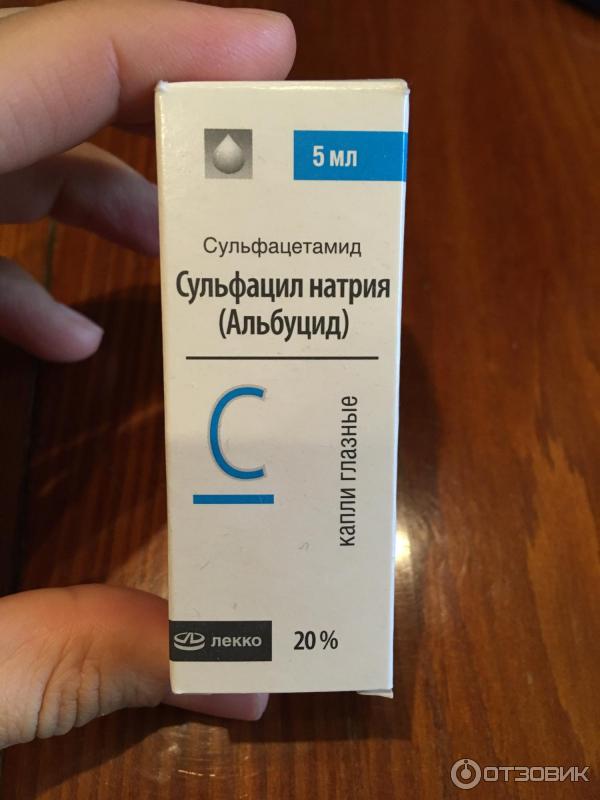 5 мл
Сульфацетамид
Сульфацил натрия
(Альбуцид)
С
капли глазные
лекко
20 %
ОТЗОВИК